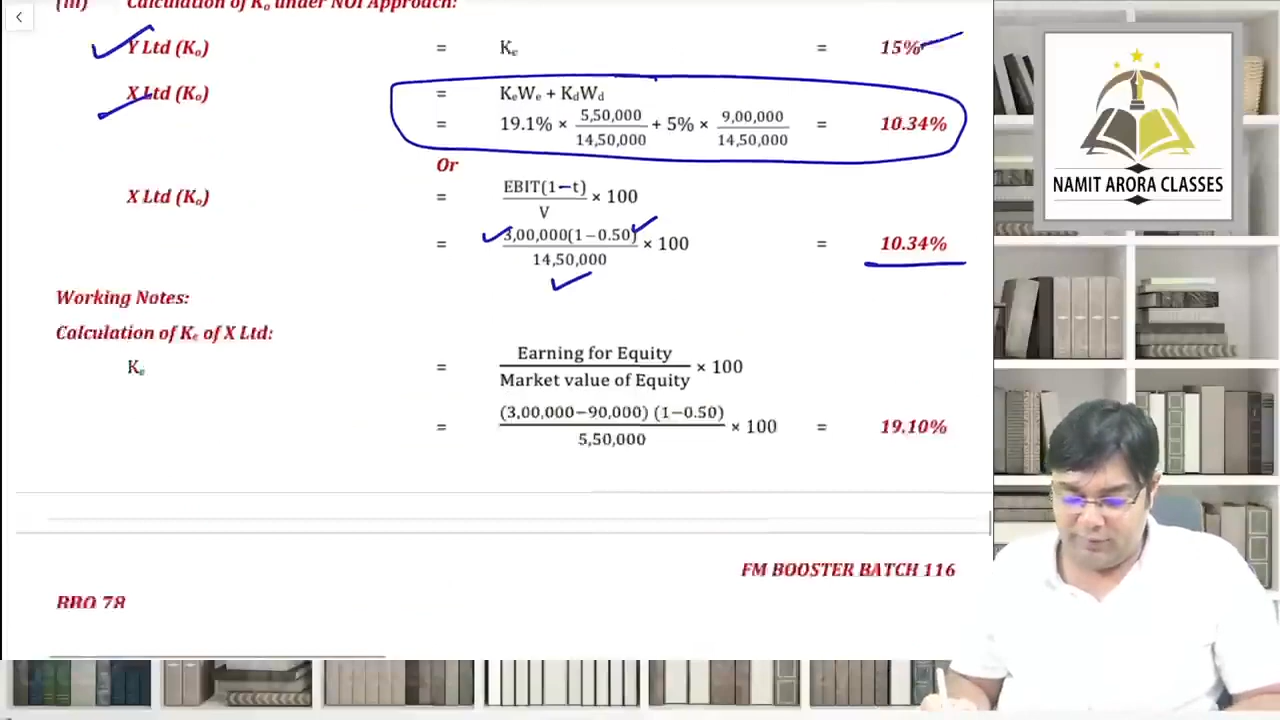 (iii) Calculation of Kₒ under NOI Approach:
Y Ltd (Kₒ) = Kₑ = 15%
X Ltd (Kₒ) = KₑWₑ + K_dW_d
= 19.1% × 5,50,000/14,50,000 + 5% × 9,00,000/14,50,000 = 10.34%
Or
X Ltd (Kₒ) = EBIT(1−t)/V × 100
= 3,00,000(1−0.50)/14,50,000 × 100 = 10.34%
Working Notes:
Calculation of Kₑ of X Ltd:
Kₑ = Earning for Equity/Market value of Equity × 100
= (3,00,000−90,000) (1−0.50)/5,50,000 × 100 = 19.10%
FM BOOSTER BATCH 116
BBQ 78
NAMIT ARORA CLASSES